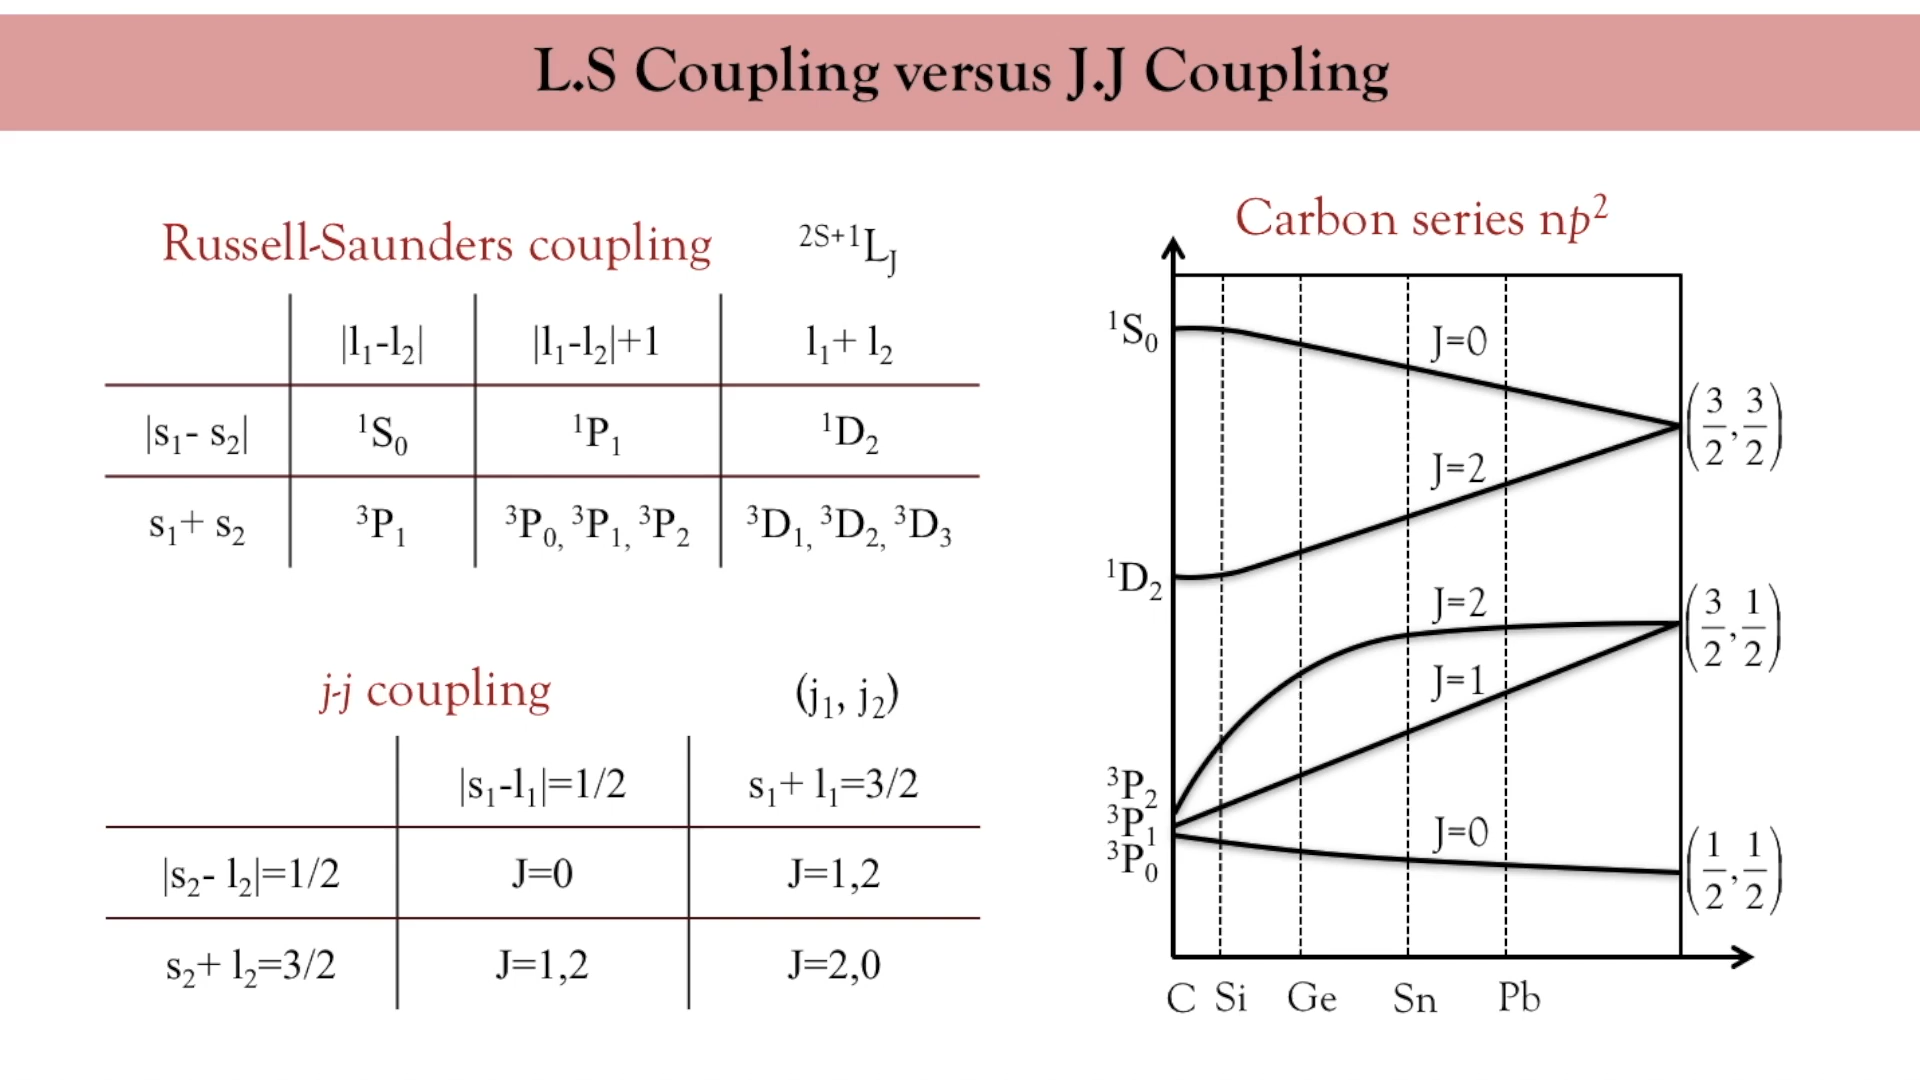 L.S Coupling versus J.J Coupling
Russell-Saunders coupling ²ˢ⁺¹L_J
|l₁-l₂| |l₁-l₂|+1 l₁+ l₂
|s₁- s₂| ¹S₀ ¹P₁ ¹D₂
s₁+ s₂ ³P₁ ³P₀, ³P₁, ³P₂ ³D₁, ³D₂, ³D₃
j-j coupling (j₁, j₂)
|s₁-l₁|=1/2 s₁+ l₁=3/2
|s₂- l₂|=1/2 J=0 J=1,2
s₂+ l₂=3/2 J=1,2 J=2,0
Carbon series np²
¹S₀ J=0
(3/2, 3/2)
J=2
¹D₂
J=2
(3/2, 1/2)
J=1
³P₂
³P₁
³P₀
J=0
(1/2, 1/2)
C Si Ge Sn Pb